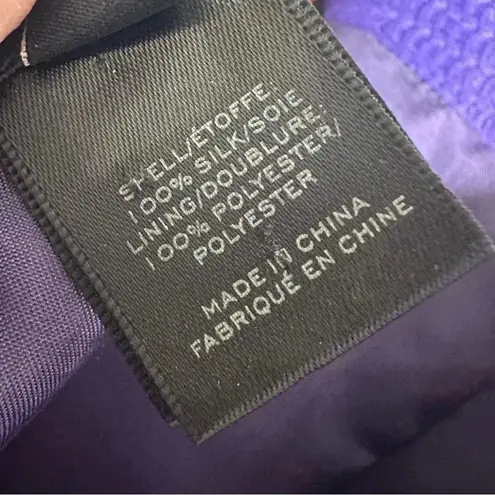 SHELL/ÉTOFFE:
100% SILK/SOIE
LINING/DOUBLURE:
100% POLYESTER/
POLYESTER
MADE IN CHINA
FABRIQUÉ EN CHINE